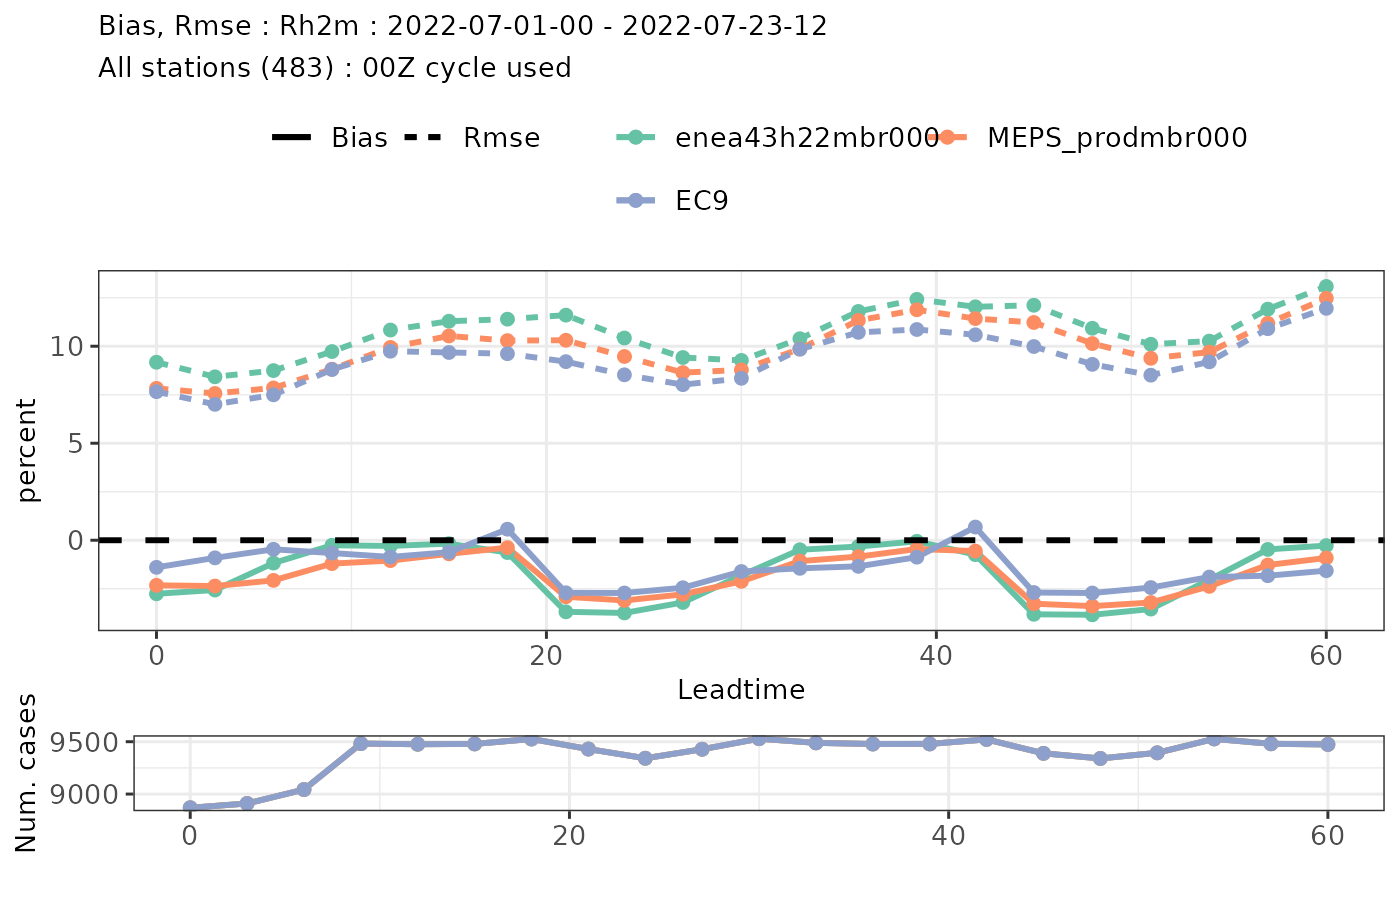 Bias, Rmse : Rh2m : 2022-07-01-00 - 2022-07-23-12
All stations (483) : 00Z cycle used
Bias Rmse enea43h22mbr000 MEPS_prodmbr000
EC9
percent
10
5
0
0 20 40 60
Leadtime
Num. cases
9500
9000
0 20 40 60